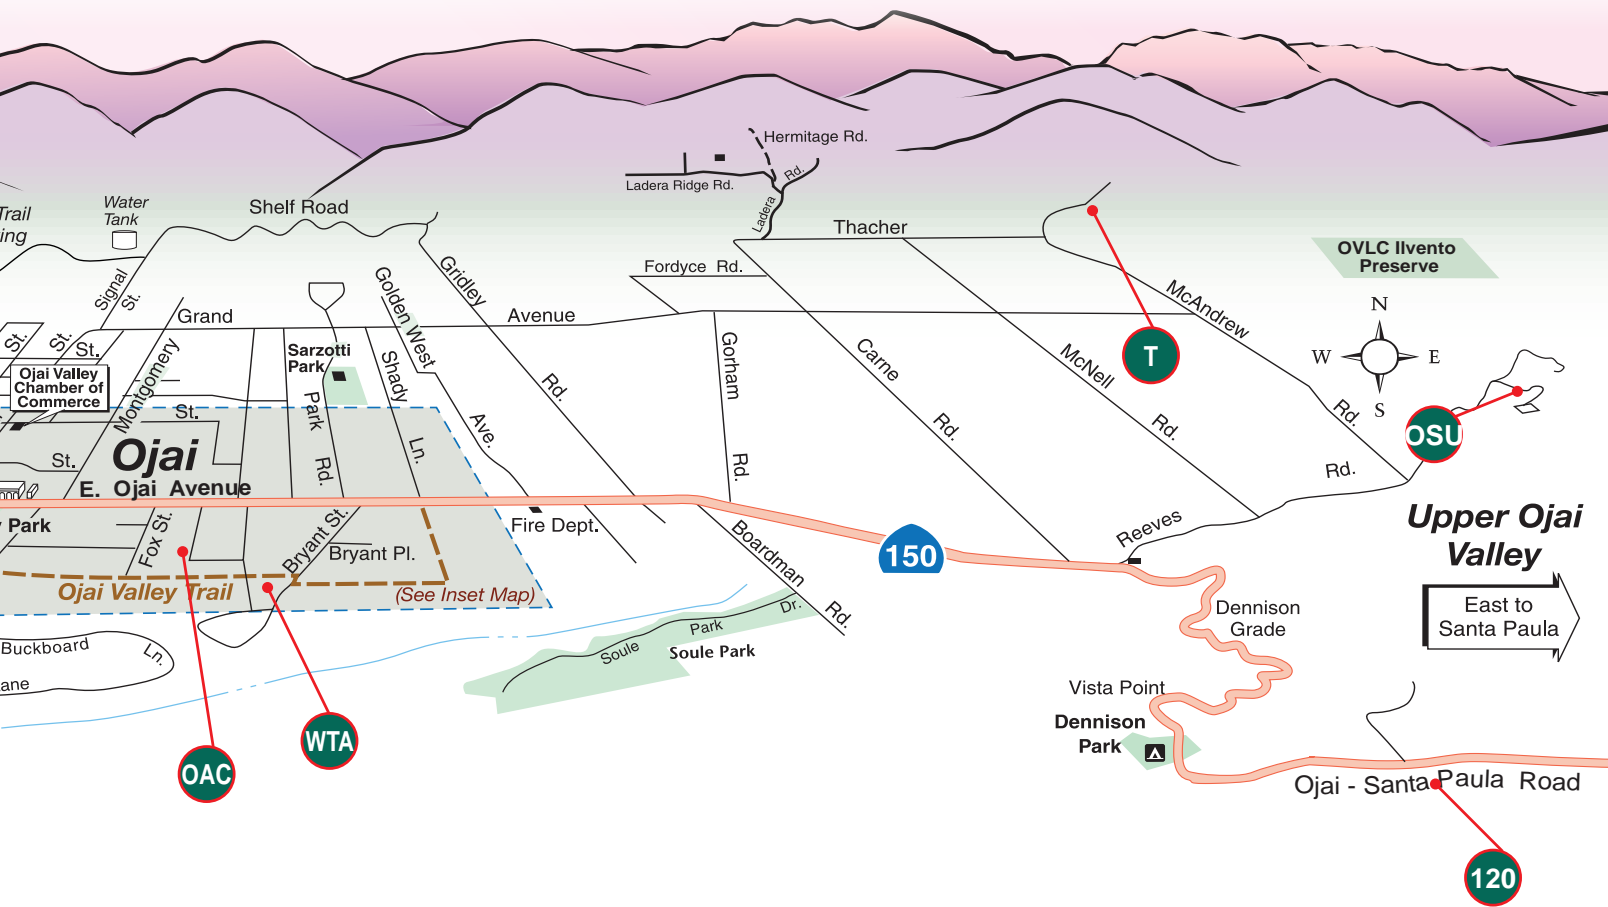 Hermitage Rd.
Ladera Ridge Rd.
Rd.
Ladera
Trail
ing
Water
Tank
Shelf Road
Thacher
OVLC Ilvento
Preserve
Signal
St.
Golden West
Ave.
Gridley
Rd.
Fordyce Rd.
McAndrew
Rd.
N
W
E
S
Grand
Avenue
St.
St.
St.
Montgomery
Sarzotti
Park
Shady
Ln.
Gorham
Rd.
Carne
Rd.
McNell
Rd.
T
Ojai Valley
Chamber of
Commerce
St.
Park
Rd.
OSU
Ojai
St.
E. Ojai Avenue
Rd.
Reeves
Upper Ojai
Valley
y Park
Fox St.
Bryant St.
Bryant Pl.
Fire Dept.
Boardman
Rd.
150
Ojai Valley Trail
(See Inset Map)
Dennison
Grade
East to
Santa Paula
Buckboard
Ln.
ane
Soule
Park
Dr.
Soule Park
Vista Point
Dennison
Park
WTA
OAC
Ojai - Santa Paula Road
120